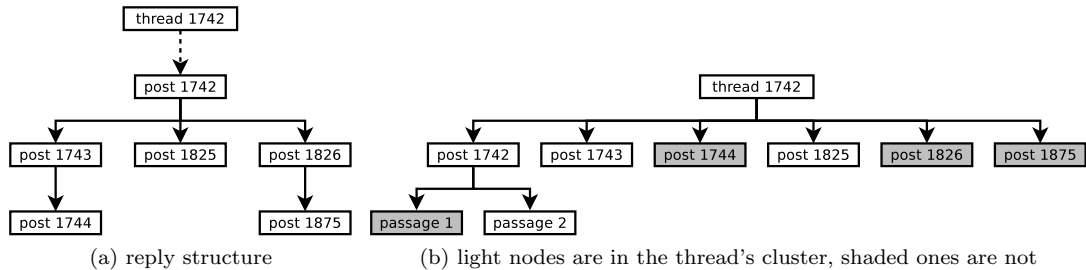 thread 1742
post 1742
thread 1742
post 1743 post 1825 post 1826
post 1742 post 1743 post 1744 post 1825 post 1826 post 1875
post 1744 post 1875
passage 1 passage 2
(a) reply structure
(b) light nodes are in the thread's cluster, shaded ones are not